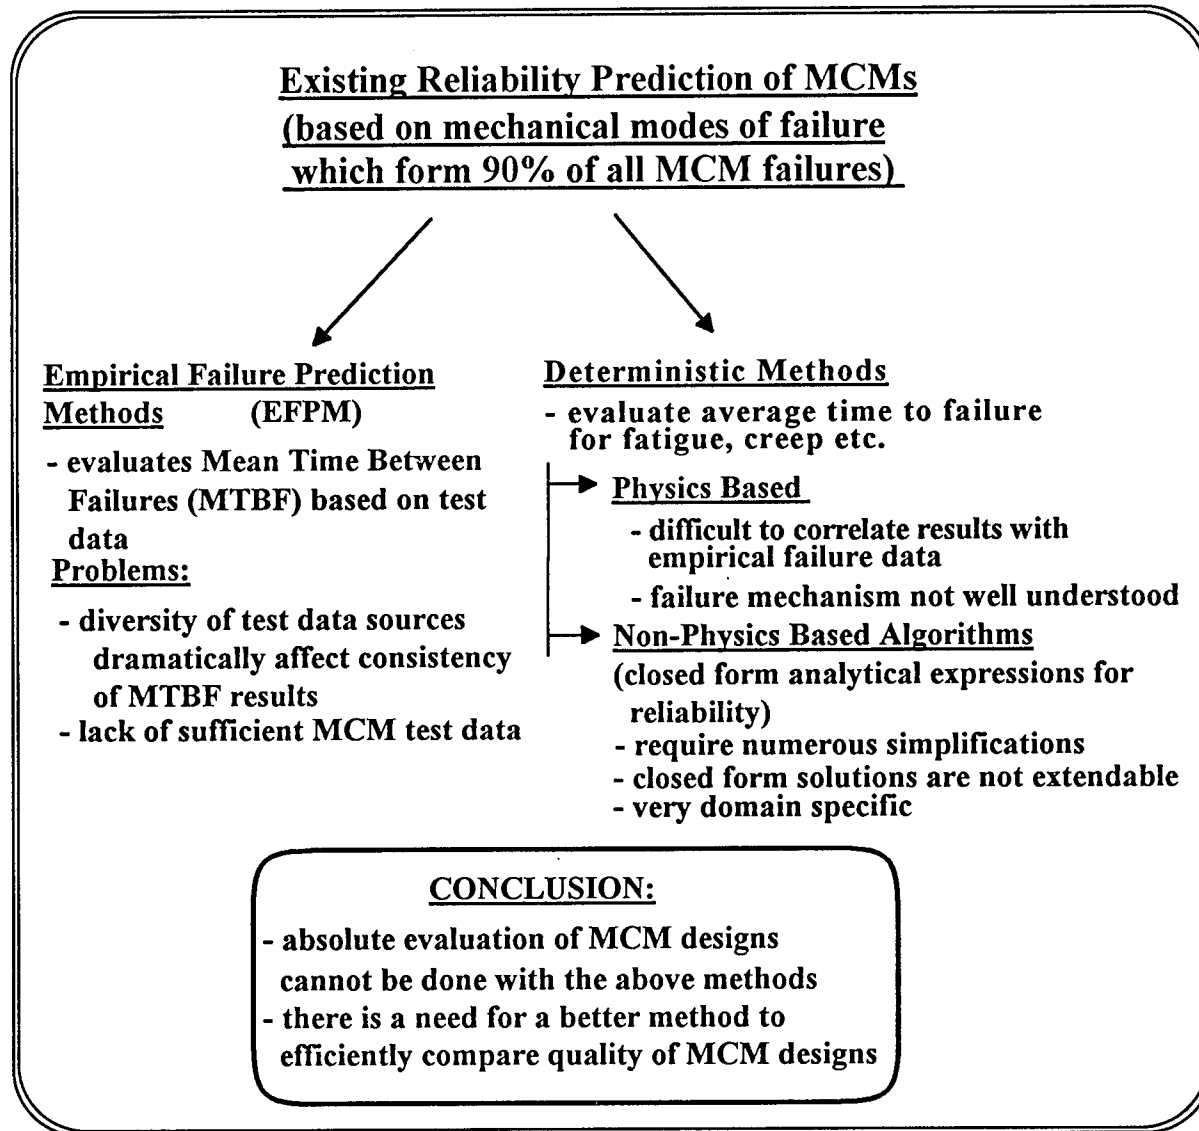 Existing Reliability Prediction of MCMs
(based on mechanical modes of failure
which form 90% of all MCM failures)
Empirical Failure Prediction
Methods (EFPM)
- evaluates Mean Time Between
Failures (MTBF) based on test
data
Problems:
- diversity of test data sources
dramatically affect consistency
of MTBF results
- lack of sufficient MCM test data
Deterministic Methods
- evaluate average time to failure
for fatigue, creep etc.
Physics Based
- difficult to correlate results with
empirical failure data
- failure mechanism not well understood
Non-Physics Based Algorithms
(closed form analytical expressions for
reliability)
- require numerous simplifications
- closed form solutions are not extendable
- very domain specific
CONCLUSION:
- absolute evaluation of MCM designs
cannot be done with the above methods
- there is a need for a better method to
efficiently compare quality of MCM designs